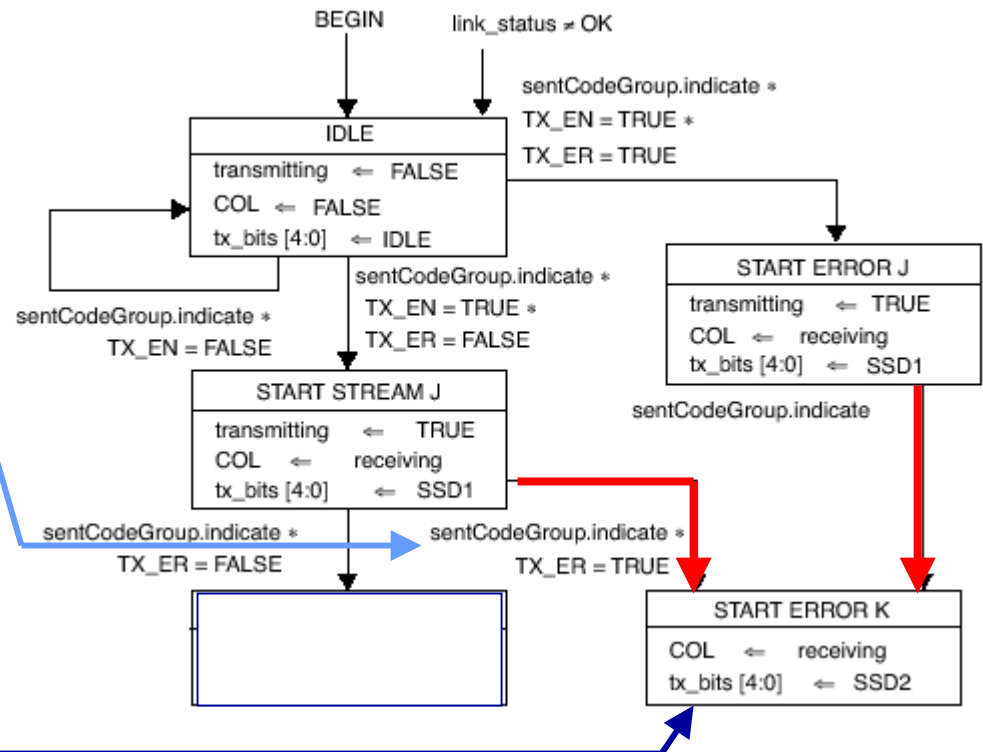 BEGIN
link_status ≠ OK
sentCodeGroup.indicate *
TX_EN = TRUE *
TX_ER = TRUE
IDLE
transmitting ⇐ FALSE
COL ⇐ FALSE
tx_bits [4:0] ⇐ IDLE
sentCodeGroup.indicate *
TX_EN = FALSE
sentCodeGroup.indicate *
TX_EN = TRUE *
TX_ER = FALSE
START ERROR J
transmitting ⇐ TRUE
COL ⇐ receiving
tx_bits [4:0] ⇐ SSD1
START STREAM J
transmitting ⇐ TRUE
COL ⇐ receiving
tx_bits [4:0] ⇐ SSD1
sentCodeGroup.indicate
sentCodeGroup.indicate *
TX_ER = FALSE
sentCodeGroup.indicate *
TX_ER = TRUE
START ERROR K
COL ⇐ receiving
tx_bits [4:0] ⇐ SSD2